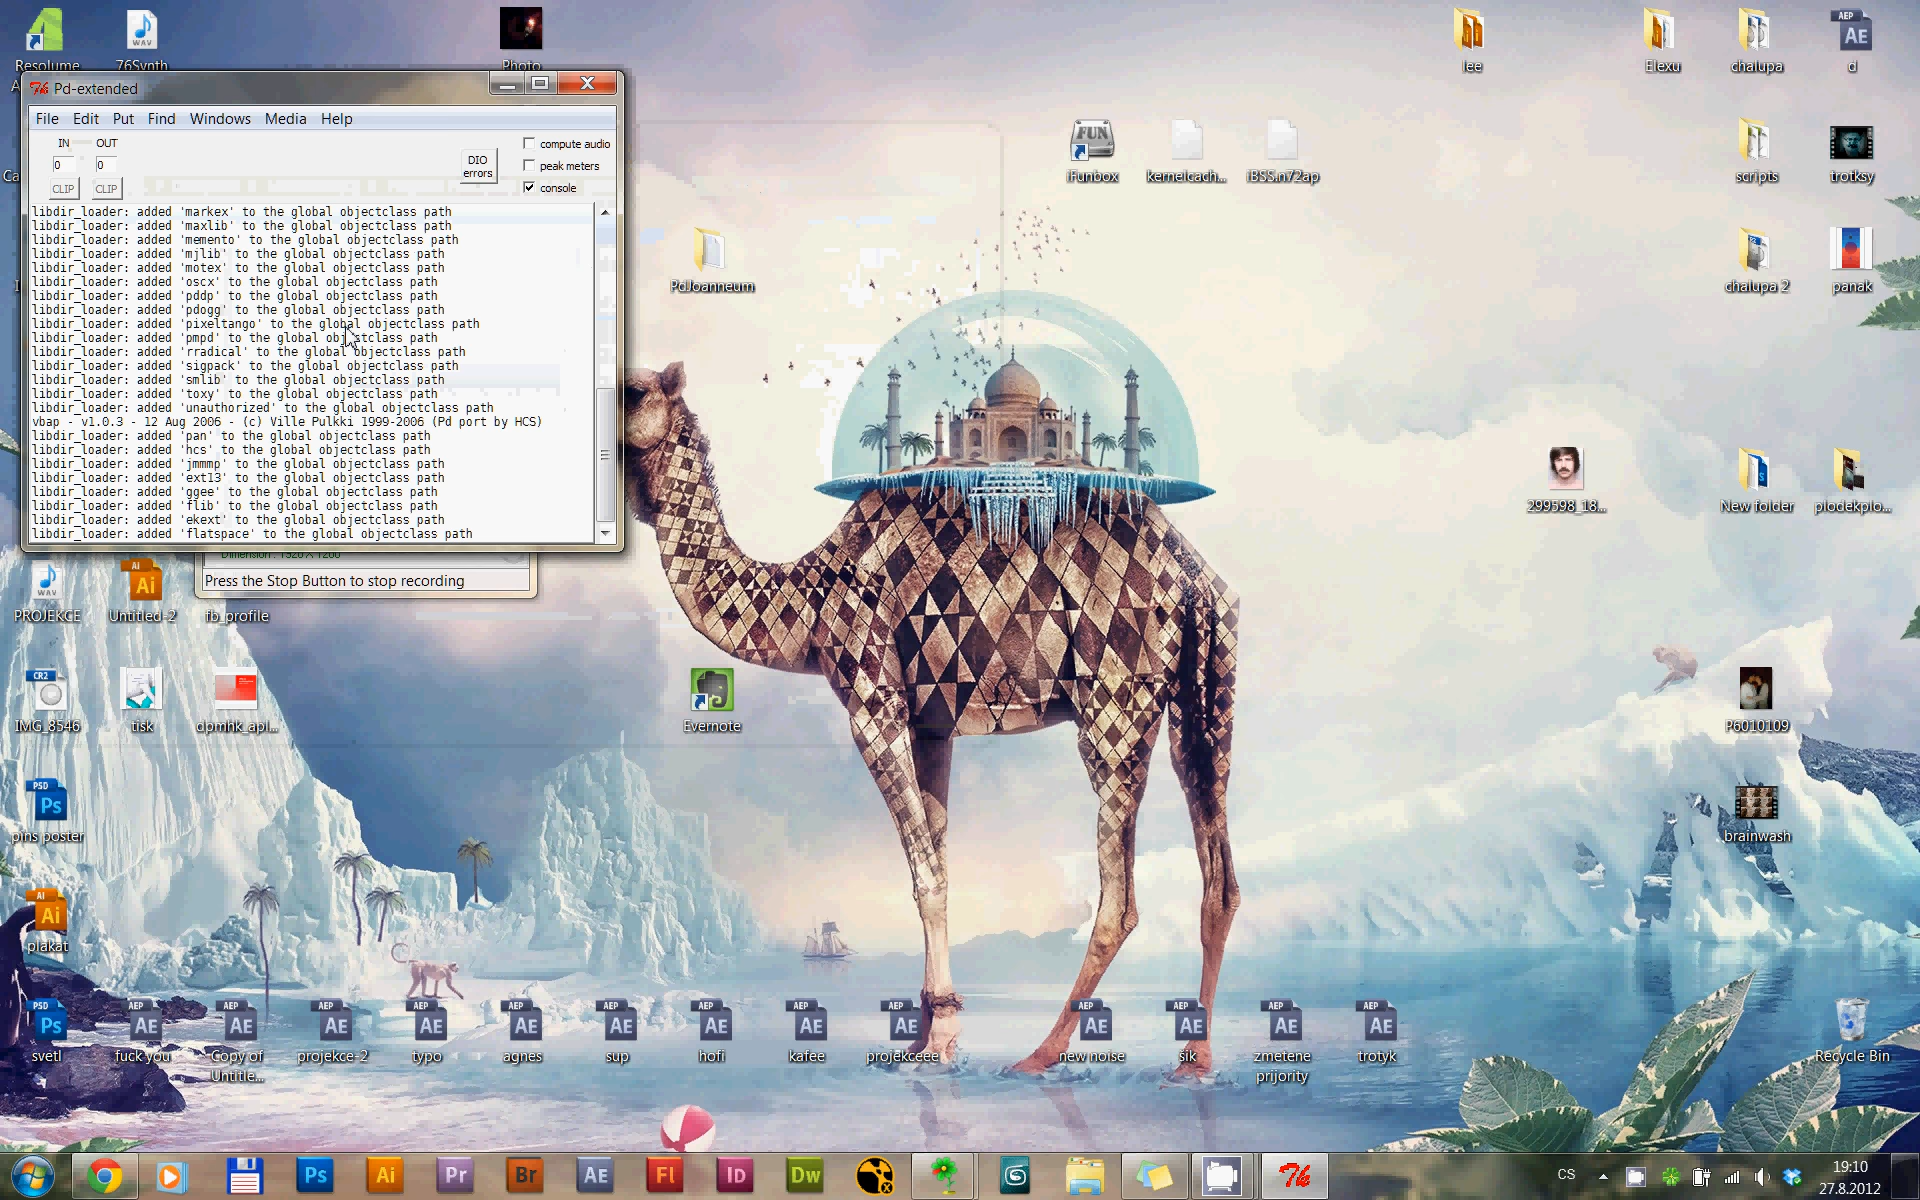 Resolume
76Synth
Photo
lee
Elexu
chalupa
d
Pd-extended
File Edit Put Find Windows Media Help
IN OUT
0 0
CLIP CLIP
DIO errors
compute audio
peak meters
console
libdir_loader: added 'markex' to the global objectclass path
libdir_loader: added 'maxlib' to the global objectclass path
libdir_loader: added 'memento' to the global objectclass path
libdir_loader: added 'mjlib' to the global objectclass path
libdir_loader: added 'motex' to the global objectclass path
libdir_loader: added 'oscx' to the global objectclass path
libdir_loader: added 'pddp' to the global objectclass path
libdir_loader: added 'pdogg' to the global objectclass path
libdir_loader: added 'pixeltango' to the global objectclass path
libdir_loader: added 'pmpd' to the global objectclass path
libdir_loader: added 'rradical' to the global objectclass path
libdir_loader: added 'sigpack' to the global objectclass path
libdir_loader: added 'smlib' to the global objectclass path
libdir_loader: added 'toxy' to the global objectclass path
libdir_loader: added 'unauthorized' to the global objectclass path
vbap - v1.0.3 - 12 Aug 2006 - (c) Ville Pulkki 1999-2006 (Pd port by HCS)
libdir_loader: added 'pan' to the global objectclass path
libdir_loader: added 'hcs' to the global objectclass path
libdir_loader: added 'jmmmp' to the global objectclass path
libdir_loader: added 'ext13' to the global objectclass path
libdir_loader: added 'ggee' to the global objectclass path
libdir_loader: added 'flib' to the global objectclass path
libdir_loader: added 'ekext' to the global objectclass path
libdir_loader: added 'flatspace' to the global objectclass path
Press the Stop Button to stop recording
FUN
iFunbox
kernelcach...
iBSS.n72ap
scripts
trotksy
PdJoanneum
chalupa 2
panak
299598_18...
New folder
plodekplo...
PROJEKCE
Untitled-2
fb_profile
IMG_8546
tisk
dpmhk_apl...
Evernote
P6010109
pins poster
brainwash
plakat
svetl
fuck you
Copy of
Untitle...
projekce-2
typo
agnes
sup
hofi
kafee
projekceee
new noise
sik
zmetene
prijority
trotyk
Recycle Bin
CS
19:10
27.8.2012